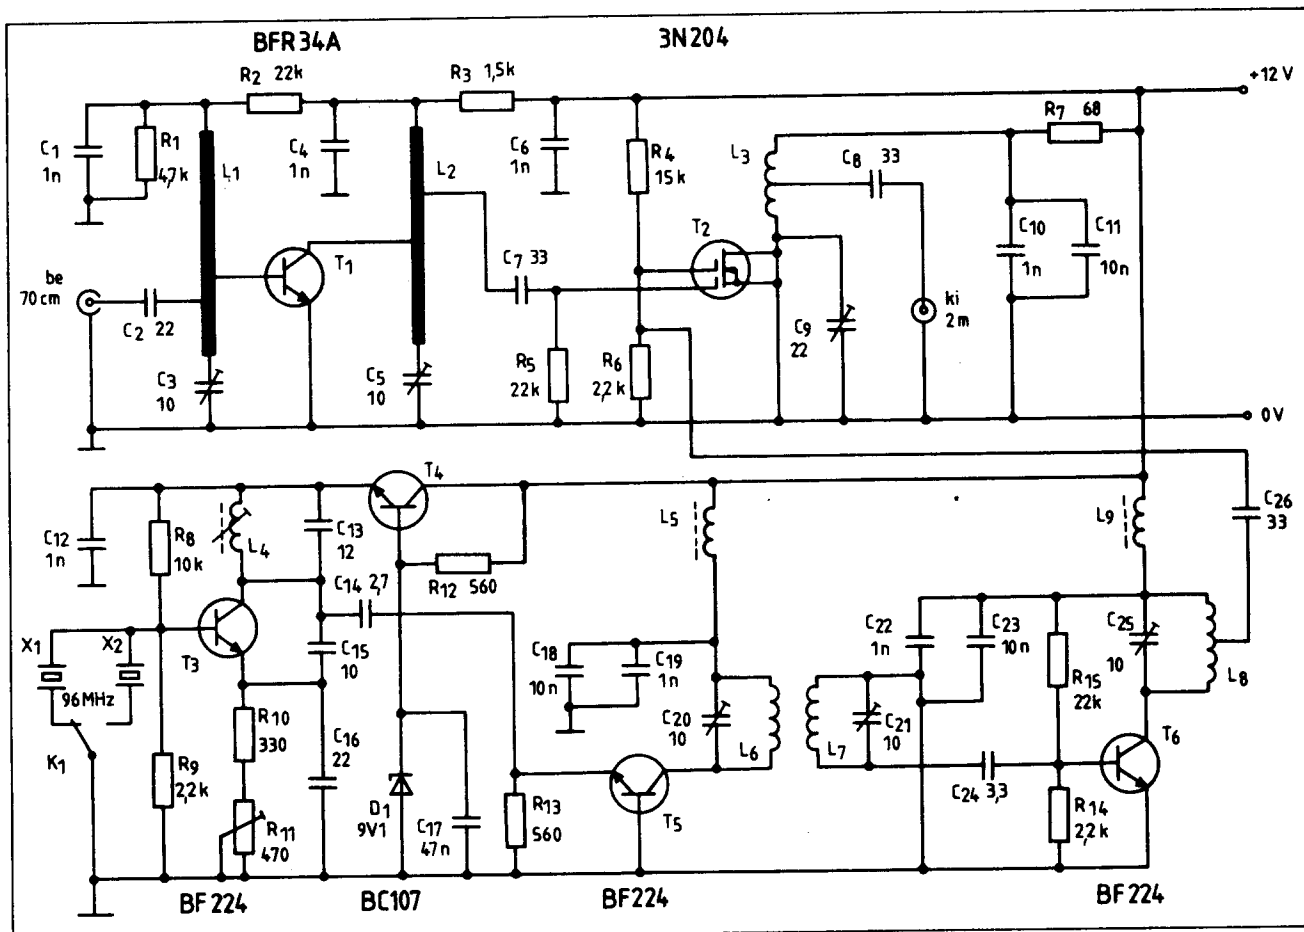 BFR34A
3N204
R2 22k
R3 1,5k
+12V
R7 68
C1
1n
R1
4,7k
L1
C4
1n
L2
C6
1n
R4
15k
L3
C8 33
T2
C10
1n
C11
10n
be
70cm
T1
C7 33
C2 22
ki
2m
C9
22
C3
10
C5
10
R5
22k
R6
2,2k
0V
T4
C12
1n
R8
10k
L4
C13
12
R12 560
L5
L9
C26
33
C14 2,7
X1
X2
T3
C15
10
C18
10n
C19
1n
C22
1n
C23
10n
C25
10
96MHz
R10
330
C16
22
C20
10
L6
L7
C21
10
R15
22k
L8
K1
R9
2,2k
T6
D1
9V1
R13
560
T5
C24 3,3
R11
470
C17
47n
R14
2,2k
BF224
BC107
BF224
BF224